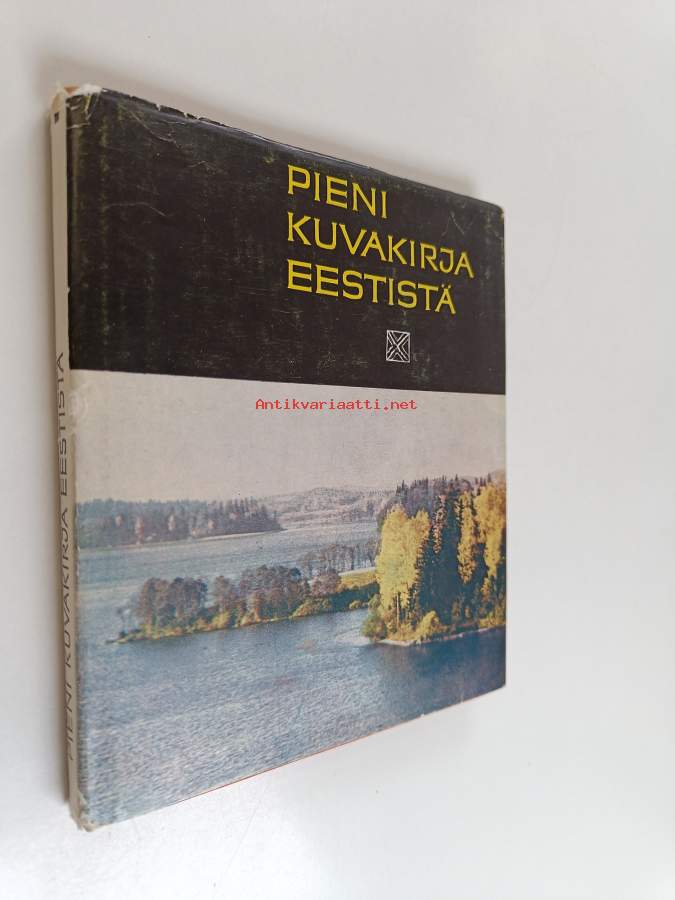 PIENI
KUVAKIRJA
EESTISTÄ
Antikvariaatti.net
PIENI KUVAKIRJA EESTISTÄ